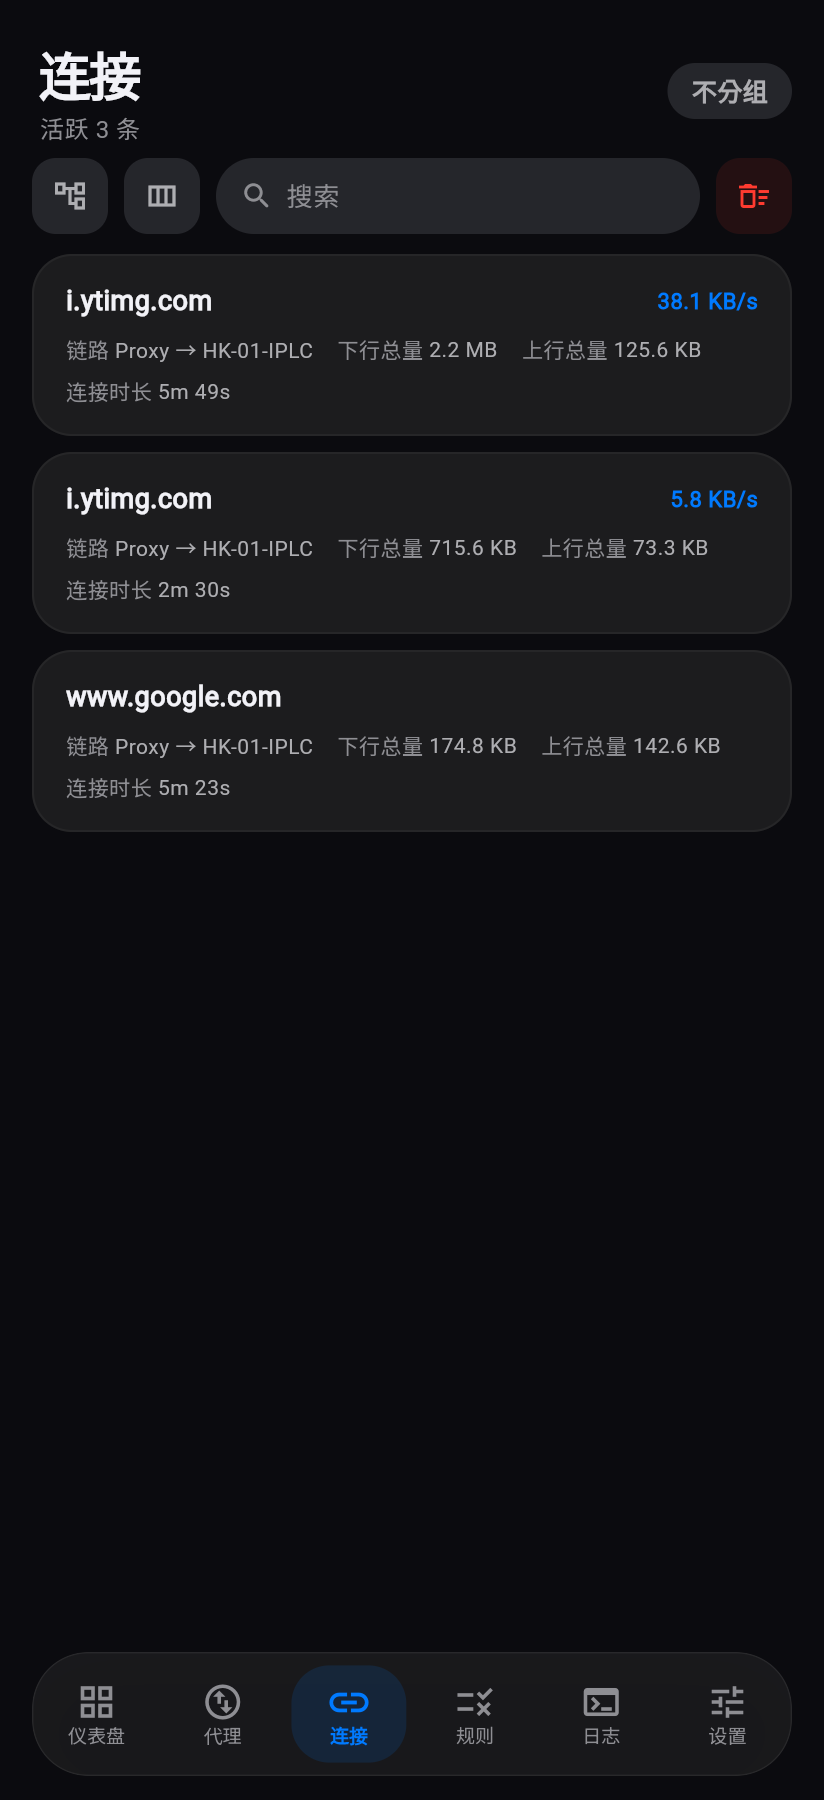 连接
活跃 3 条
不分组
搜索
i.ytimg.com
38.1 KB/s
链路 Proxy → HK-01-IPLC 下行总量 2.2 MB 上行总量 125.6 KB
连接时长 5m 49s
i.ytimg.com
5.8 KB/s
链路 Proxy → HK-01-IPLC 下行总量 715.6 KB 上行总量 73.3 KB
连接时长 2m 30s
www.google.com
链路 Proxy → HK-01-IPLC 下行总量 174.8 KB 上行总量 142.6 KB
连接时长 5m 23s
仪表盘 代理 连接 规则 日志 设置